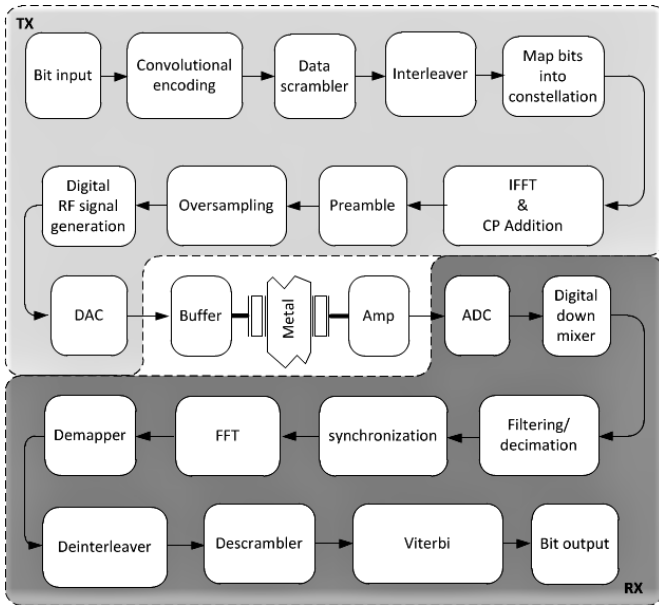 TX
Bit input
Convolutional
encoding
Data
scrambler
Interleaver
Map bits
into
constellation
Digital
RF signal
generation
Oversampling
Preamble
IFFT
&
CP Addition
DAC
Buffer
Metal
Amp
ADC
Digital
down
mixer
Demapper
FFT
synchronization
Filtering/
decimation
Deinterleaver
Descrambler
Viterbi
Bit output
RX